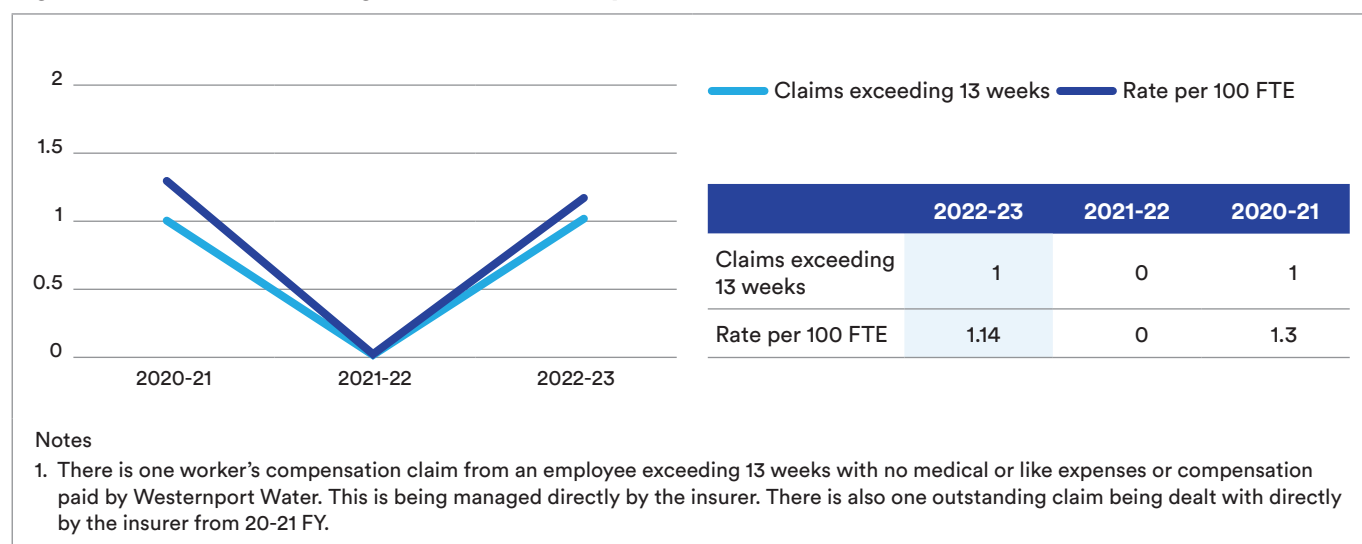 2
1.5
1
0.5
0
2020-21 2021-22 2022-23
Claims exceeding 13 weeks Rate per 100 FTE
2022-23 2021-22 2020-21
Claims exceeding
13 weeks
1 0 1
Rate per 100 FTE 1.14 0 1.3
Notes
1. There is one worker’s compensation claim from an employee exceeding 13 weeks with no medical or like expenses or compensation
paid by Westernport Water. This is being managed directly by the insurer. There is also one outstanding claim being dealt with directly
by the insurer from 20-21 FY.